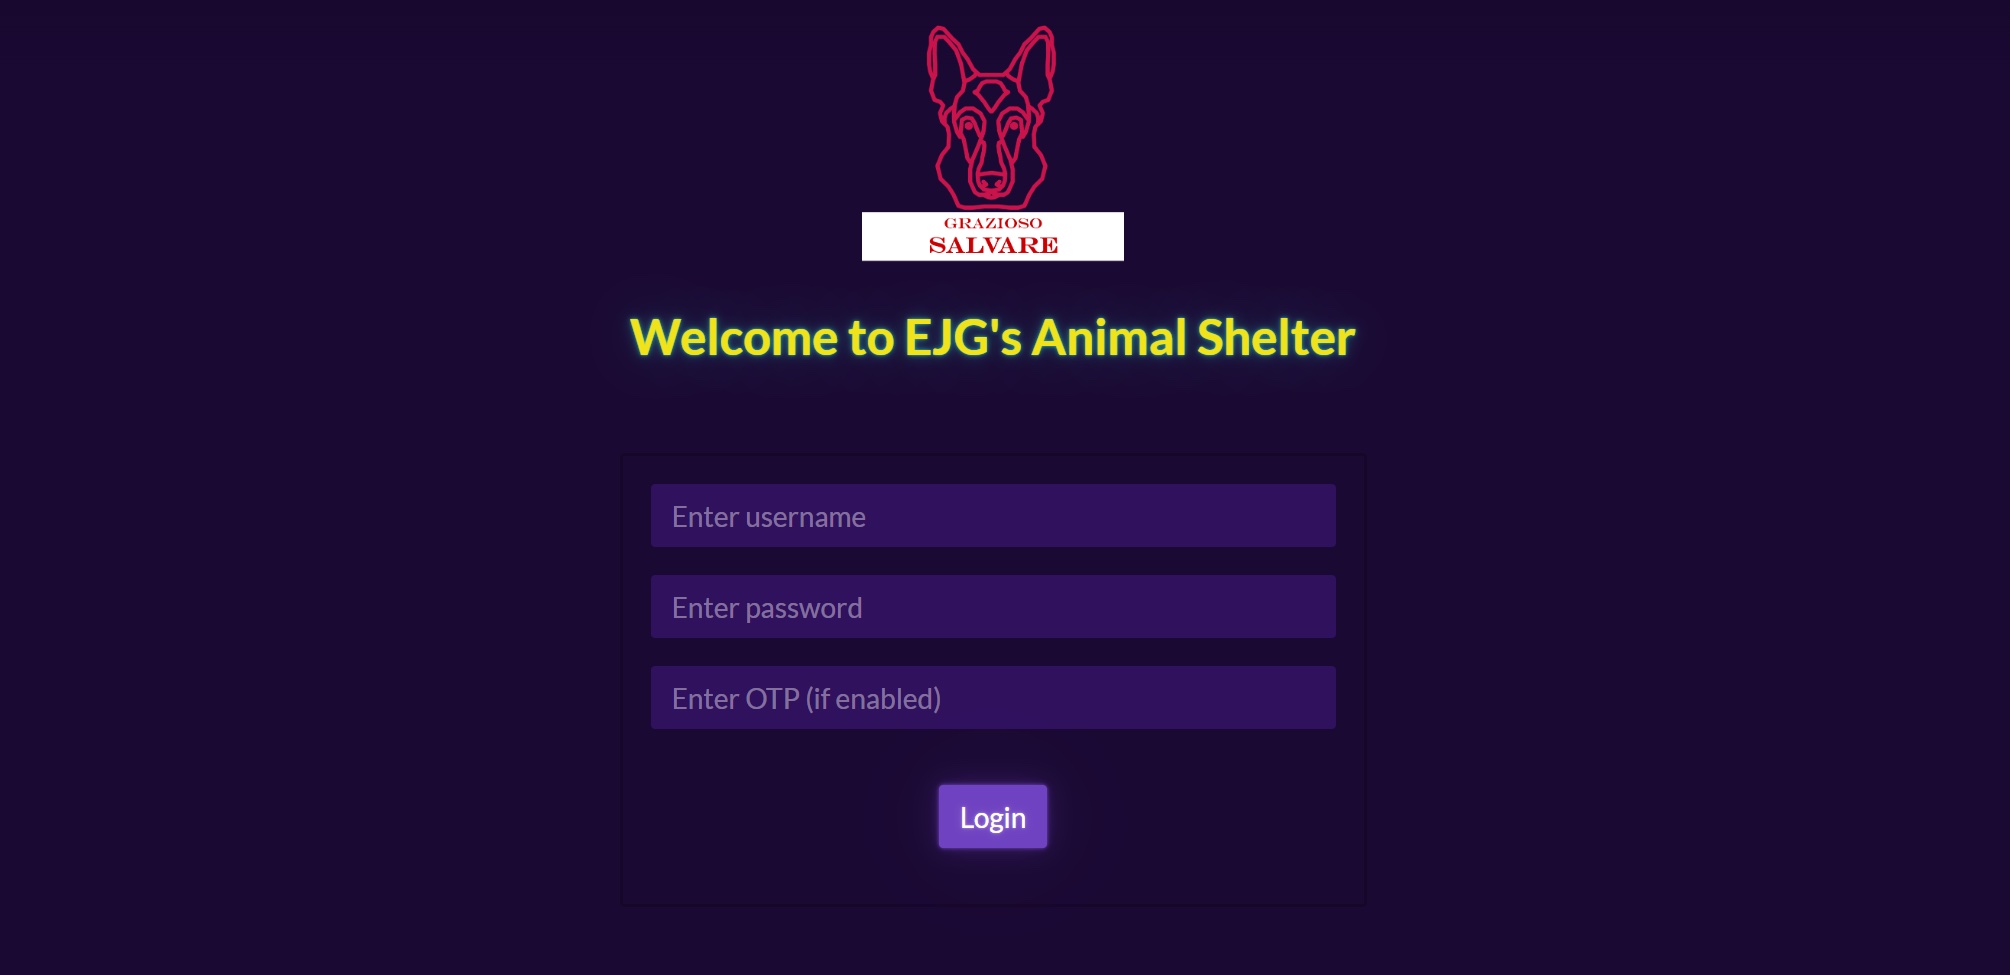 GRAZIOSO
SALVARE
Welcome to EJG's Animal Shelter
Enter username
Enter password
Enter OTP (if enabled)
Login